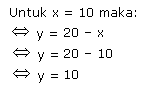 Untuk x = 10 maka:
⇔ y = 20 − x
⇔ y = 20 − 10
⇔ y = 10